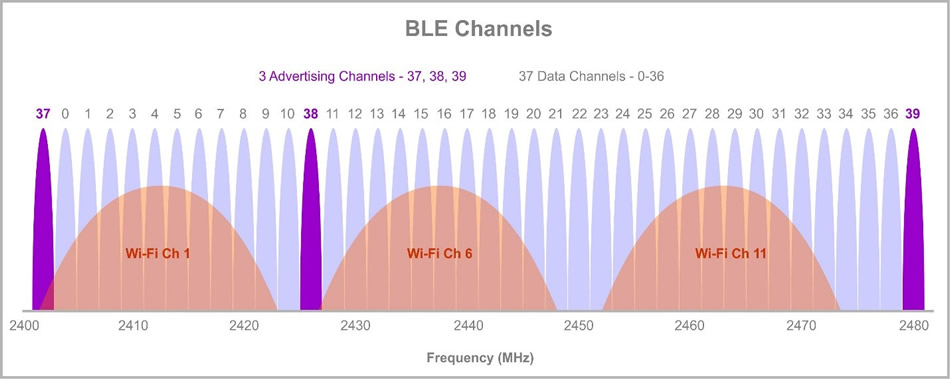 BLE Channels
3 Advertising Channels - 37, 38, 39 37 Data Channels - 0-36
37 0 1 2 3 4 5 6 7 8 9 10 38 11 12 13 14 15 16 17 18 19 20 21 22 23 24 25 26 27 28 29 30 31 32 33 34 35 36 39
Wi-Fi Ch 1 Wi-Fi Ch 6 Wi-Fi Ch 11
2400 2410 2420 2430 2440 2450 2460 2470 2480
Frequency (MHz)